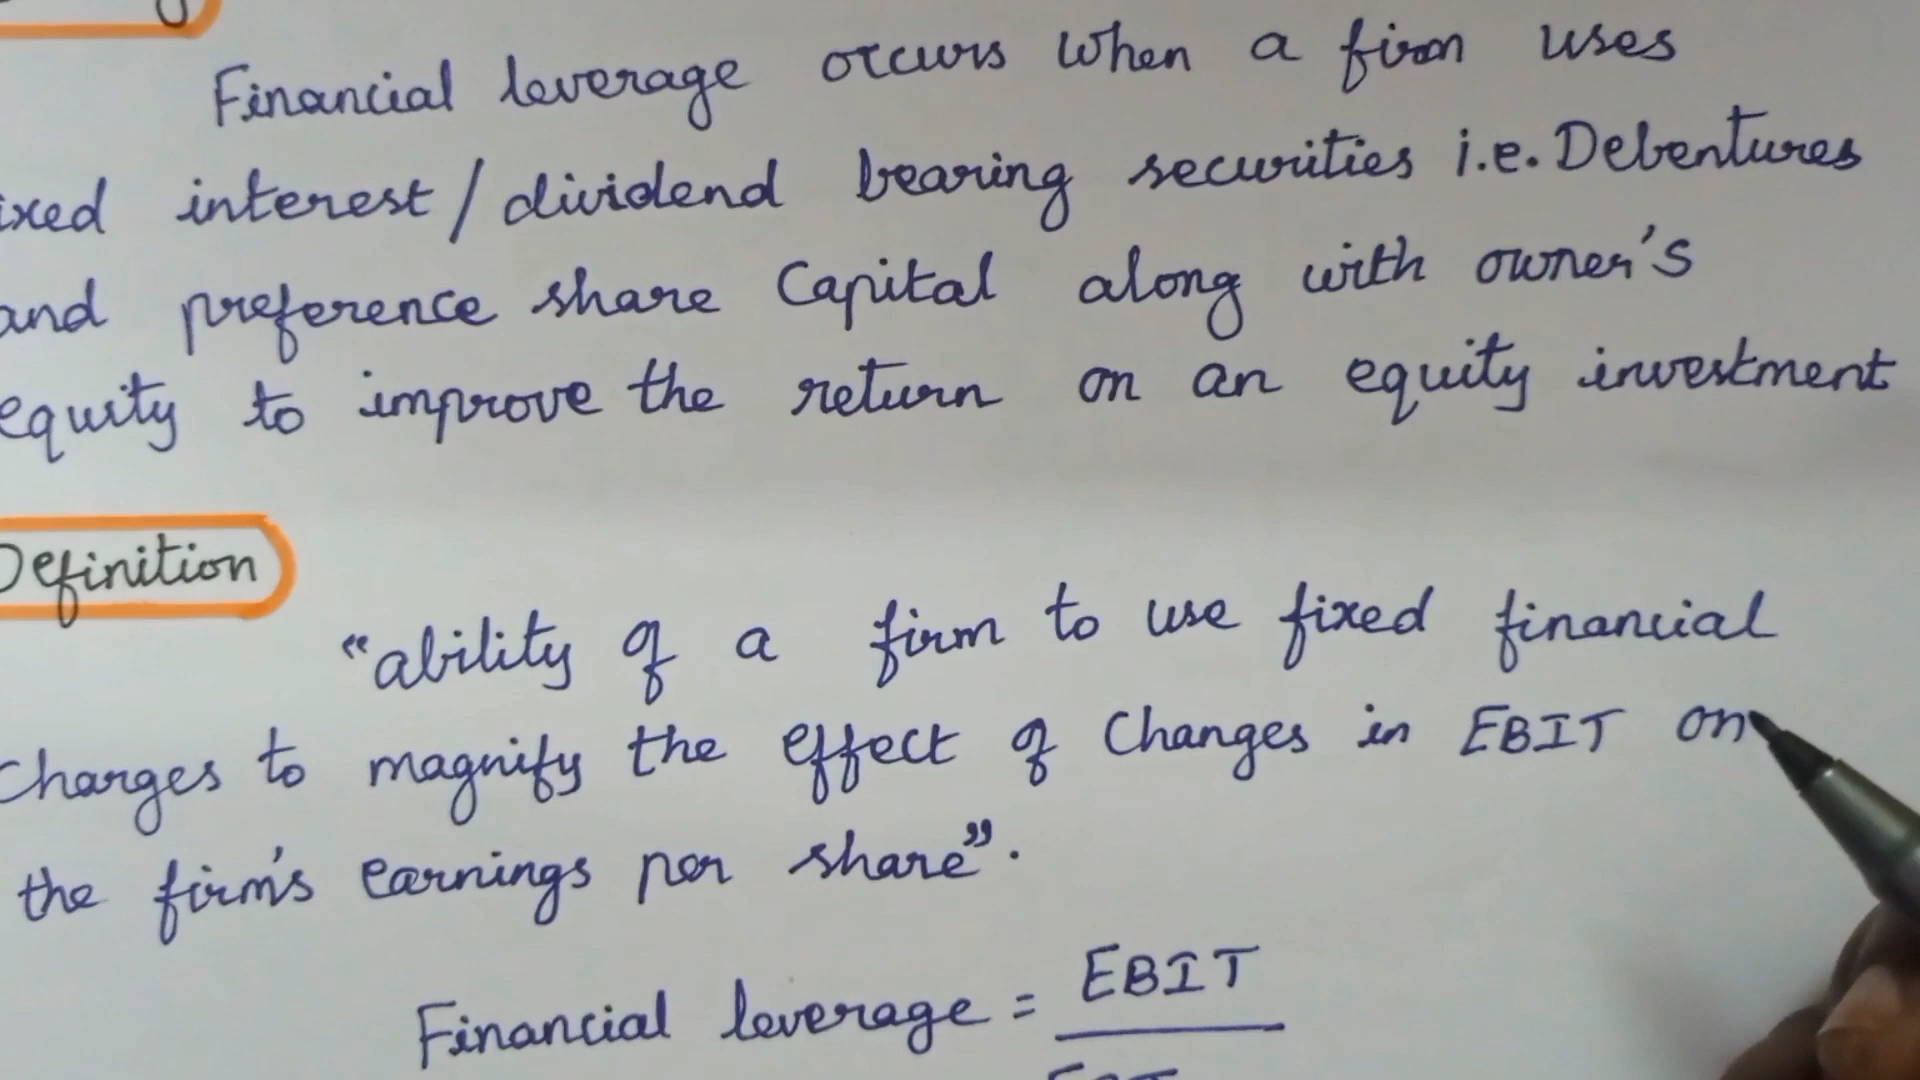 Financial leverage occurs when a firm uses
ixed interest/dividend bearing securities i.e. Debentures
and preference share Capital along with owner's
equity to improve the return on an equity investment
Definition
"ability of a firm to use fixed financial
Charges to magnify the effect of Changes in EBIT on
the firm's earnings per share".
Financial leverage = EBIT